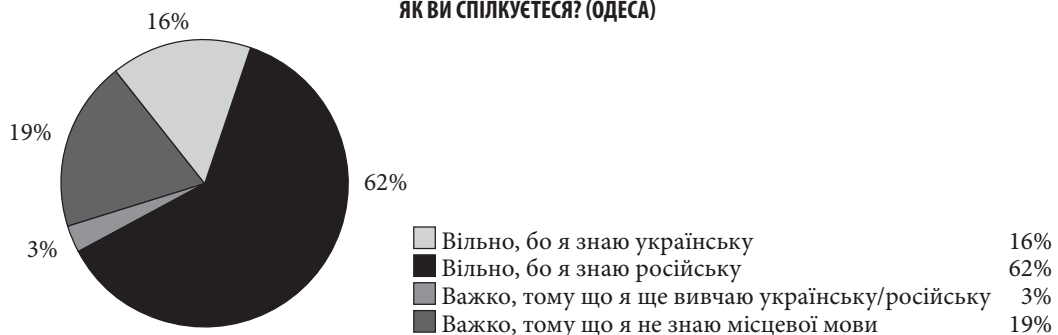 ЯК ВИ СПІЛКУЄТЕСЯ? (ОДЕСА)
16%
19%
62%
3%
Вільно, бо я знаю українську 16%
Вільно, бо я знаю російську 62%
Важко, тому що я ще вивчаю українську/російську 3%
Важко, тому що я не знаю місцевої мови 19%